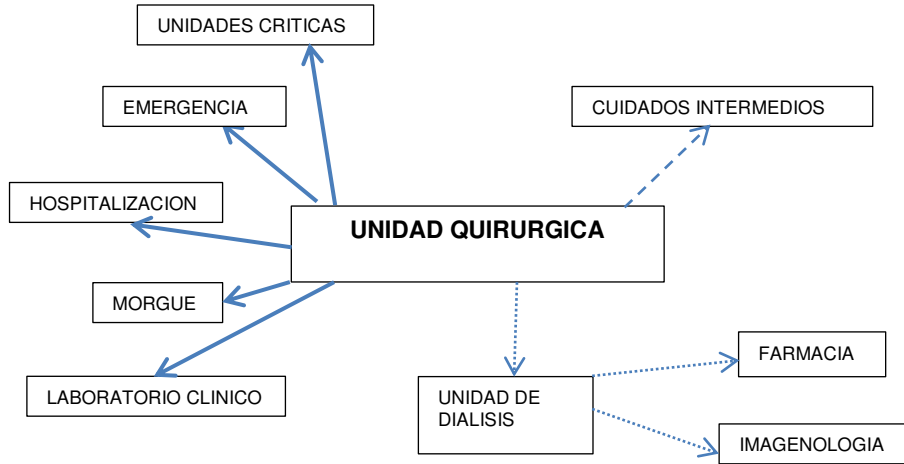 UNIDADES CRITICAS
EMERGENCIA
CUIDADOS INTERMEDIOS
HOSPITALIZACION
UNIDAD QUIRURGICA
MORGUE
LABORATORIO CLINICO
UNIDAD DE
DIALISIS
FARMACIA
IMAGENOLOGIA